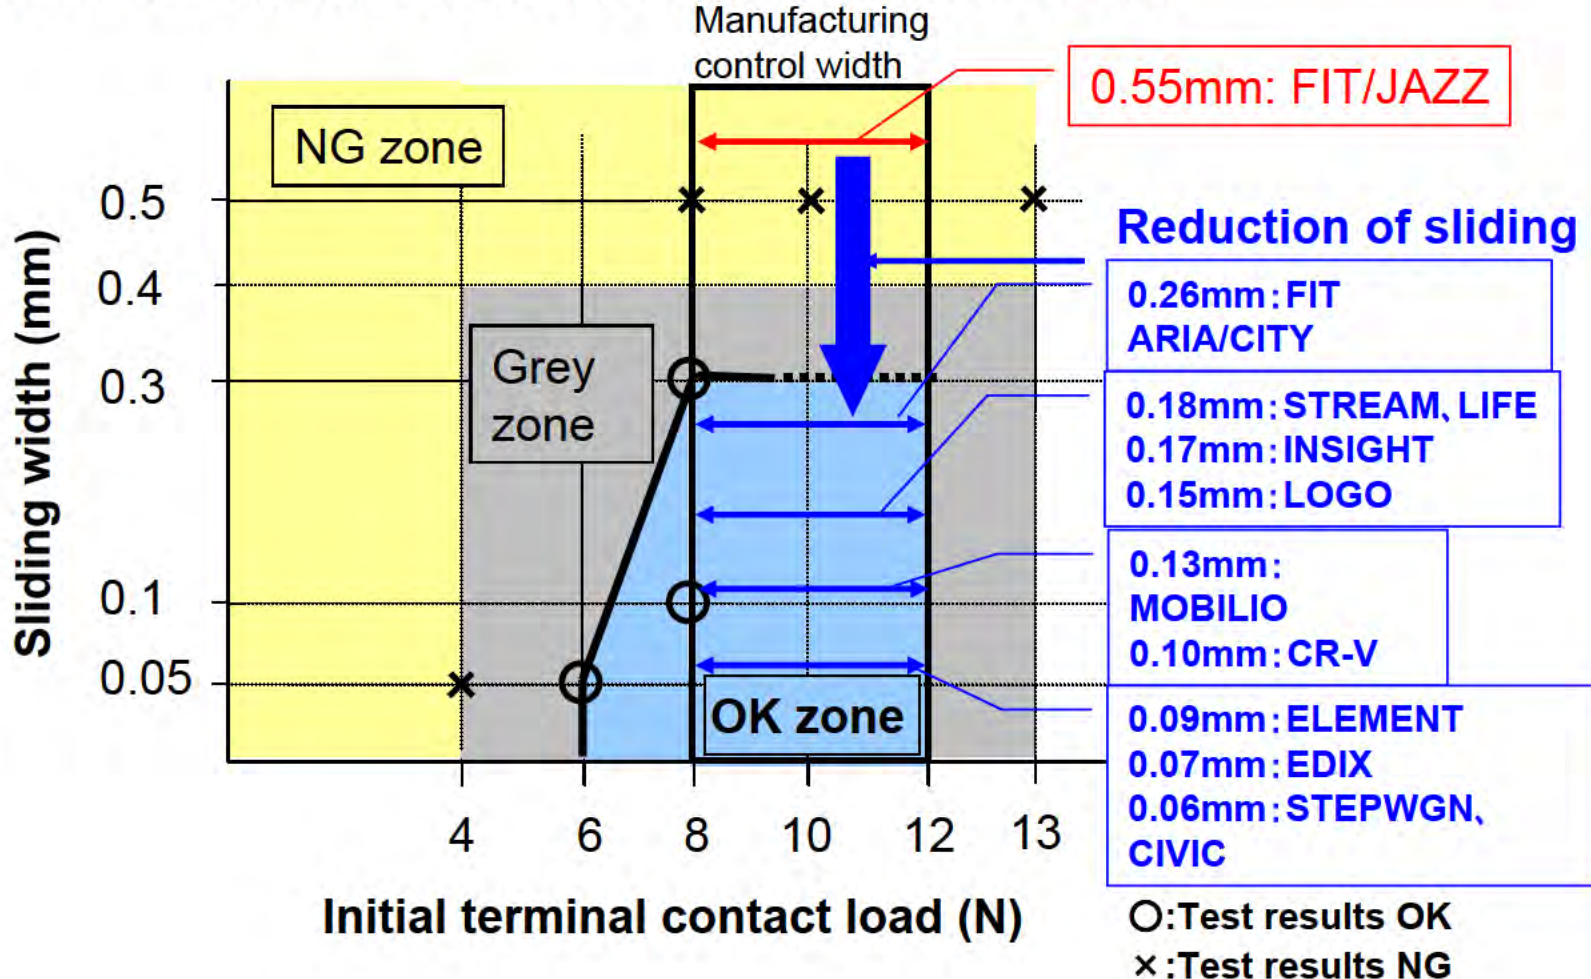 Manufacturing
control width
0.55mm: FIT/JAZZ
NG zone
0.5
0.4
0.3
0.1
0.05
Sliding width (mm)
Grey
zone
OK zone
Reduction of sliding
0.26mm:FIT
ARIA/CITY
0.18mm:STREAM、LIFE
0.17mm:INSIGHT
0.15mm:LOGO
0.13mm:
MOBILIO
0.10mm:CR-V
0.09mm:ELEMENT
0.07mm:EDIX
0.06mm:STEPWGN、
CIVIC
4 6 8 10 12 13
Initial terminal contact load (N)
○:Test results OK
×:Test results NG